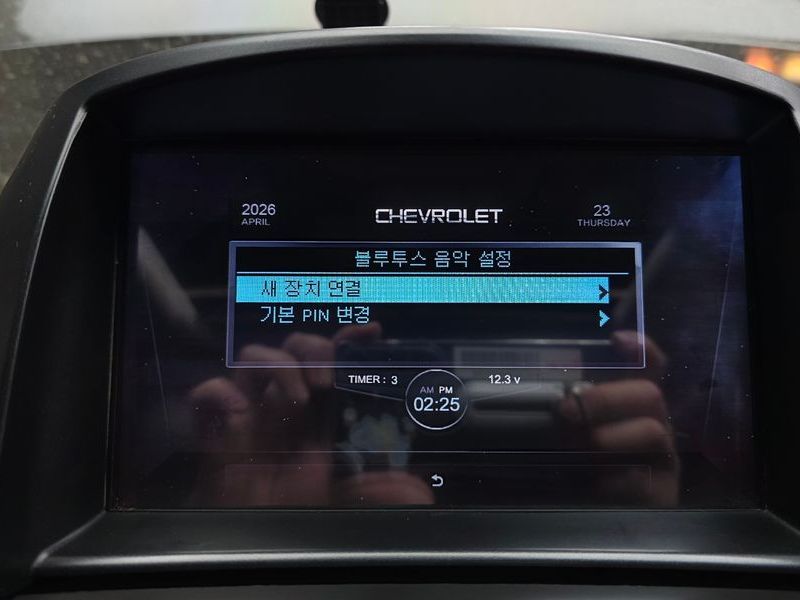 2026
APRIL
CHEVROLET
23
THURSDAY
블루투스 음악 설정
새 장치 연결
기본 PIN 변경
TIMER : 3
AM PM
02:25
12.3 v